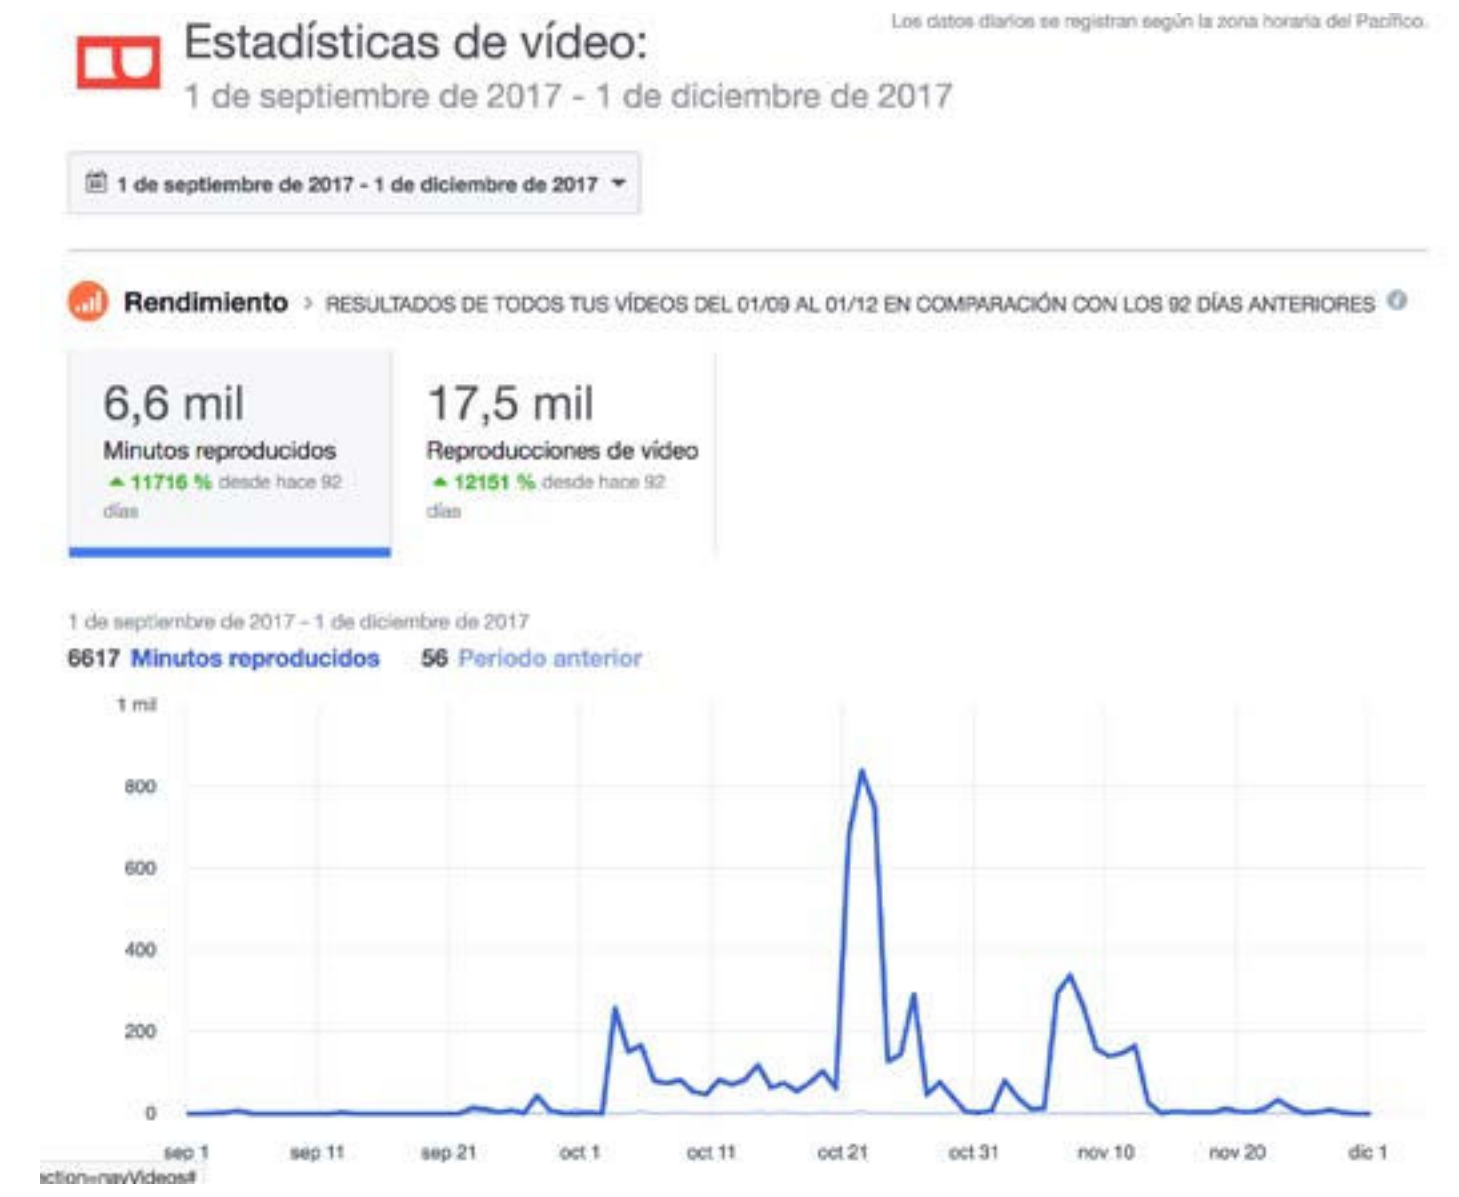 Los datos diarios se registran según la zona horaria del Pacífico.
Estadísticas de vídeo:
1 de septiembre de 2017 - 1 de diciembre de 2017
1 de septiembre de 2017 - 1 de diciembre de 2017
Rendimiento > RESULTADOS DE TODOS TUS VÍDEOS DEL 01/09 AL 01/12 EN COMPARACIÓN CON LOS 92 DÍAS ANTERIORES
6,6 mil
Minutos reproducidos
11716 % desde hace 92
días
17,5 mil
Reproducciones de vídeo
12151 % desde hace 92
días
1 de septiembre de 2017 - 1 de diciembre de 2017
6617 Minutos reproducidos 56 Periodo anterior
1 mil
800
600
400
200
0
sep 1 sep 11 sep 21 oct 1 oct 11 oct 21 oct 31 nov 10 nov 20 dic 1
ction=navVideos#